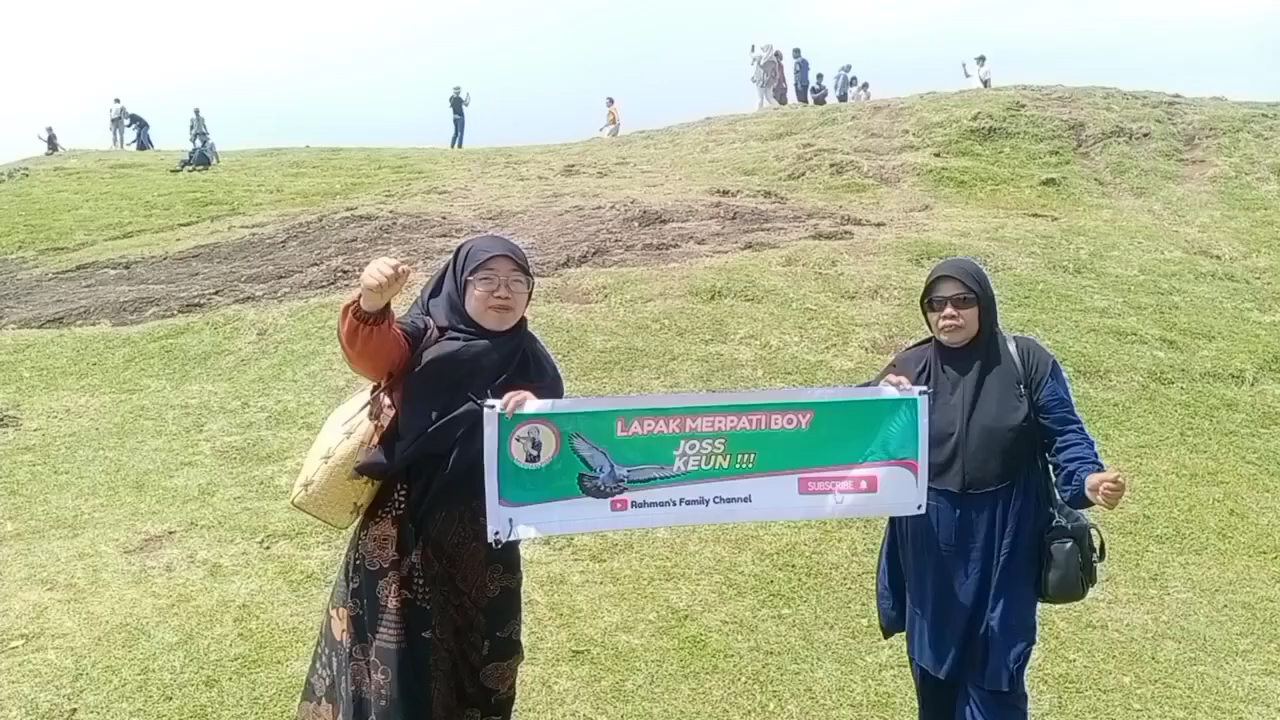 LAPAK MERPATI BOY
JOSS
KEUN !!!
SUBSCRIBE
Rahman's Family Channel